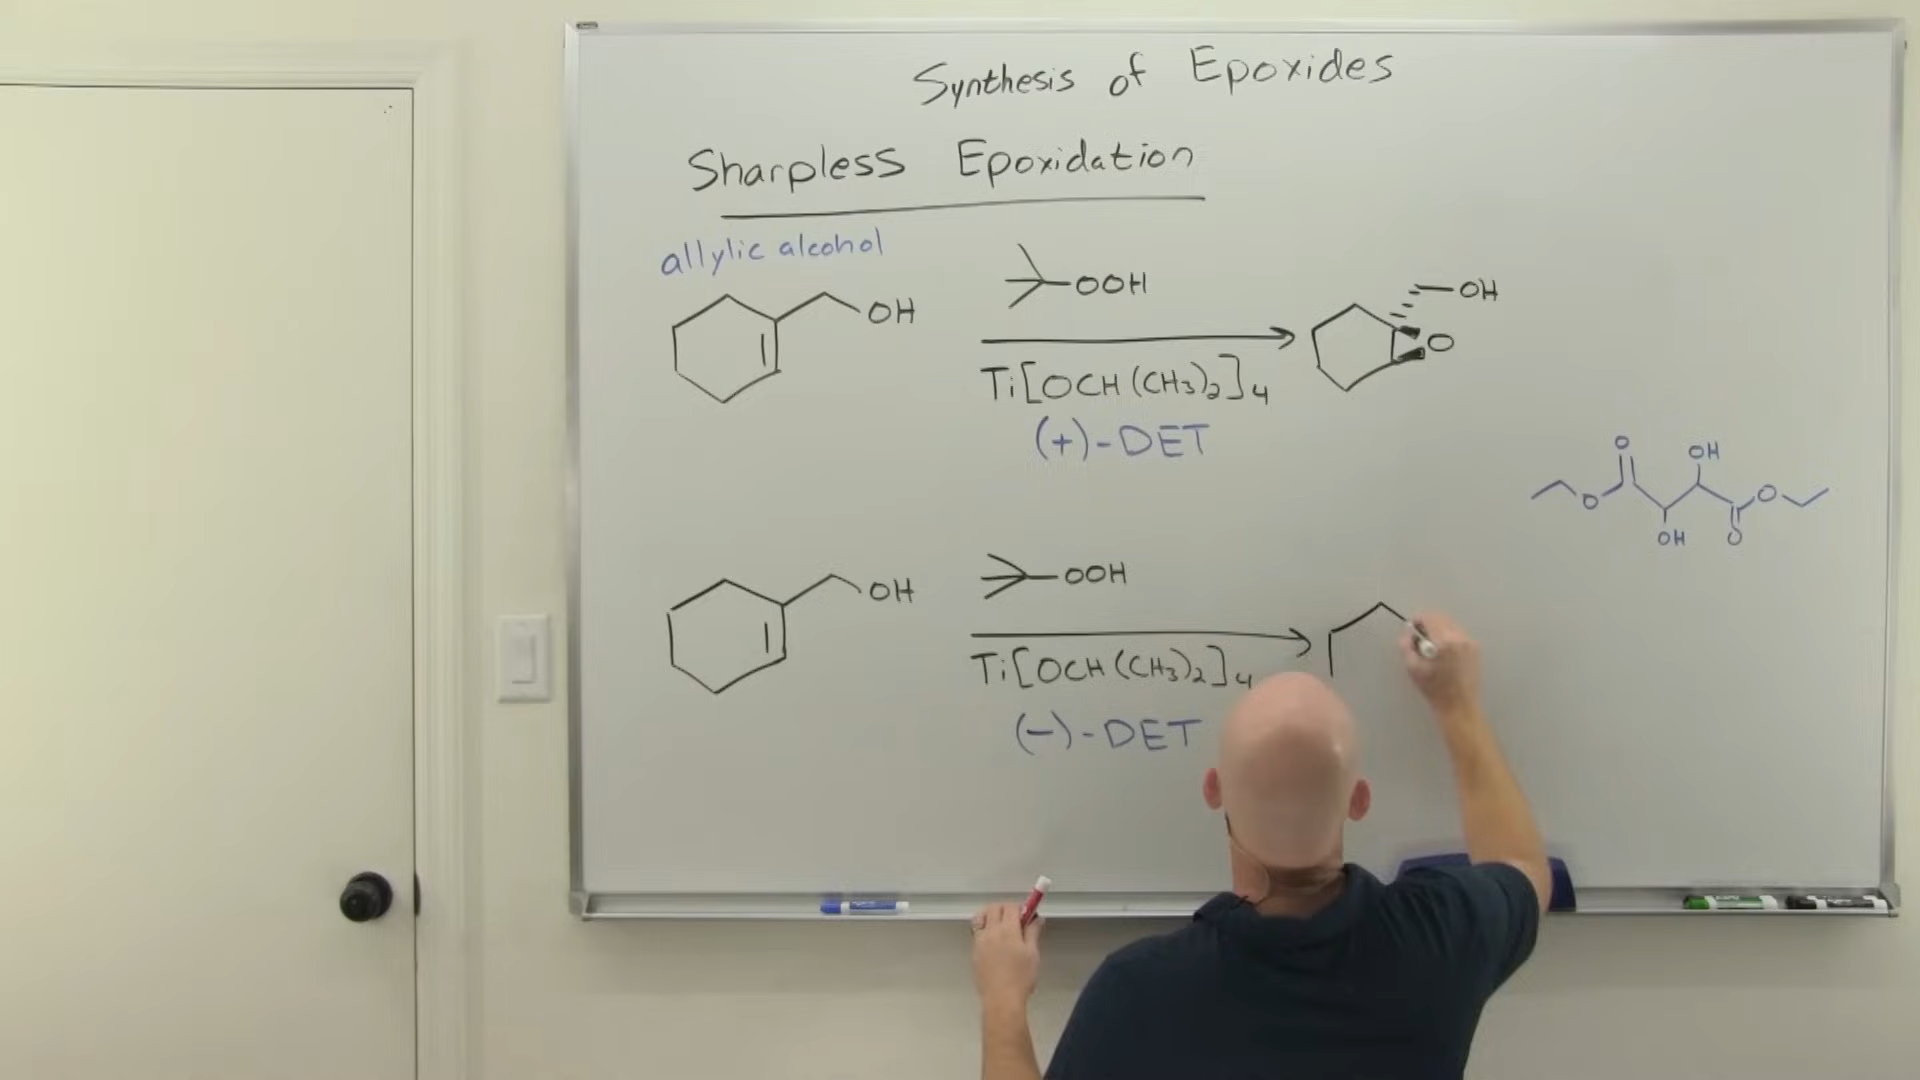 Synthesis of Epoxides
Sharpless Epoxidation
allylic alcohol
OH
OOH
Ti[OCH(CH₃)₂]₄
(+)-DET
OH
O
O
OH
O
O
OH
O
OH
OOH
Ti[OCH(CH₃)₂]₄
(-)-DET